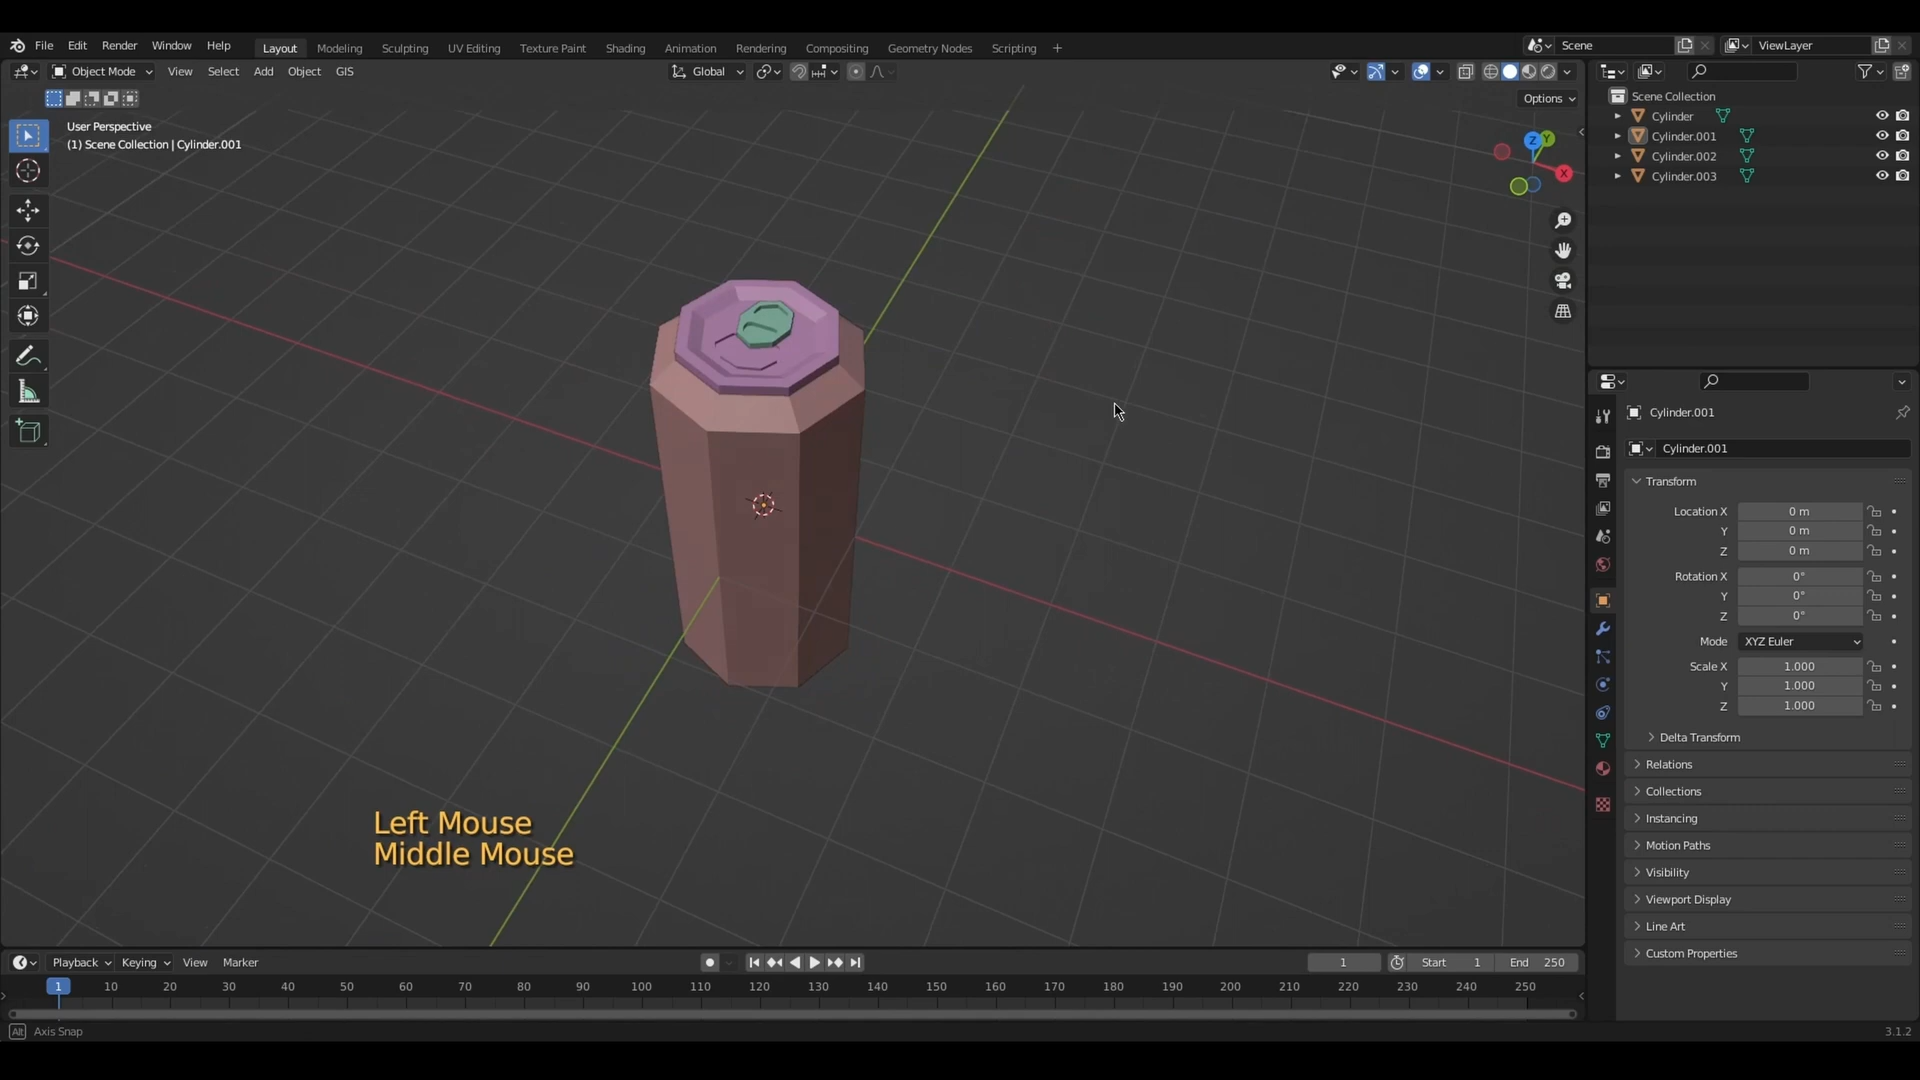 File Edit Render Window Help Layout Modeling Sculpting UV Editing Texture Paint Shading Animation Rendering Compositing Geometry Nodes Scripting + Scene ViewLayer
Object Mode View Select Add Object GIS Global
Options
User Perspective
(1) Scene Collection | Cylinder.001
Z Y X
Scene Collection
Cylinder
Cylinder.001
Cylinder.002
Cylinder.003
Cylinder.001
Cylinder.001
Transform
Location X 0 m
Y 0 m
Z 0 m
Rotation X 0°
Y 0°
Z 0°
Mode XYZ Euler
Scale X 1.000
Y 1.000
Z 1.000
Delta Transform
Relations
Collections
Instancing
Motion Paths
Visibility
Viewport Display
Line Art
Custom Properties
Left Mouse
Middle Mouse
Playback Keying View Marker 1 Start 1 End 250
1 10 20 30 40 50 60 70 80 90 100 110 120 130 140 150 160 170 180 190 200 210 220 230 240 250
Alt Axis Snap 3.1.2